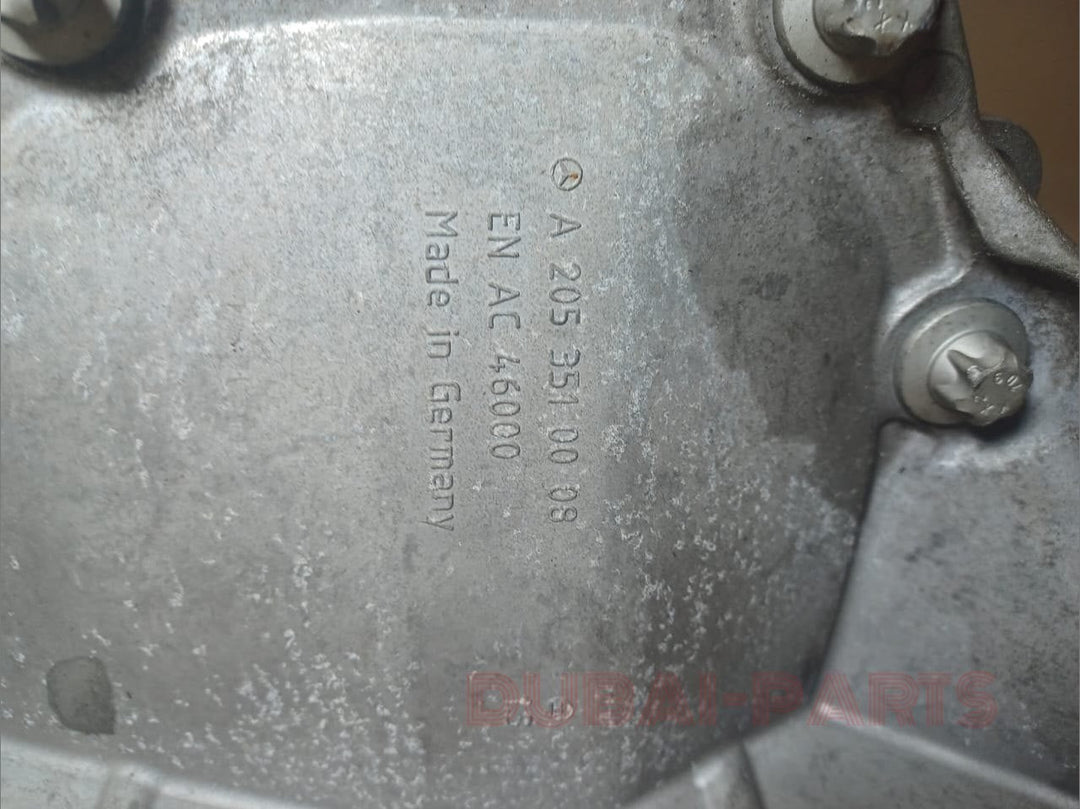 A 205 351 00 08
EN AC 46000
Made in Germany
DUBAI-PARTS